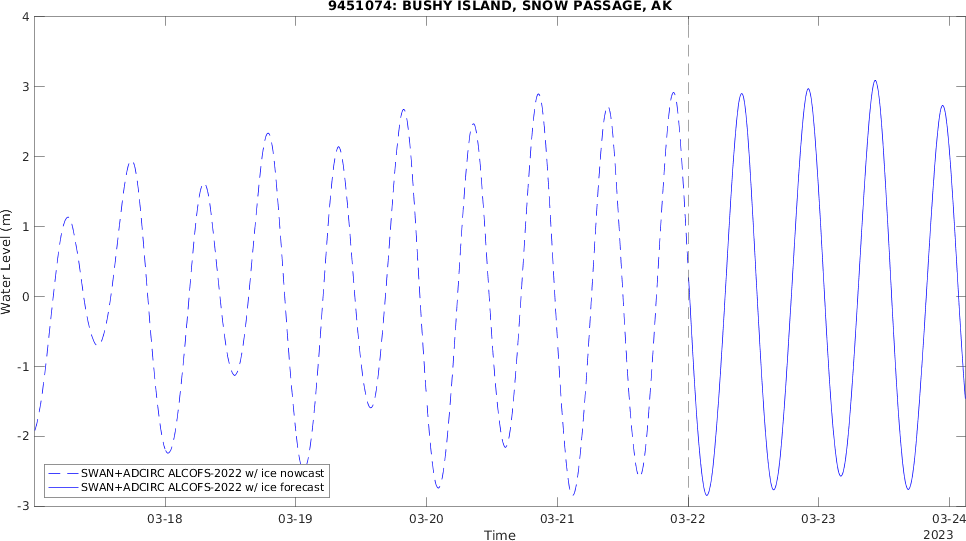 9451074: BUSHY ISLAND, SNOW PASSAGE, AK
4
3
2
1
0
-1
-2
-3
Water Level (m)
SWAN+ADCIRC ALCOFS-2022 w/ ice nowcast
SWAN+ADCIRC ALCOFS-2022 w/ ice forecast
03-18 03-19 03-20 03-21 03-22 03-23 03-24
Time
2023